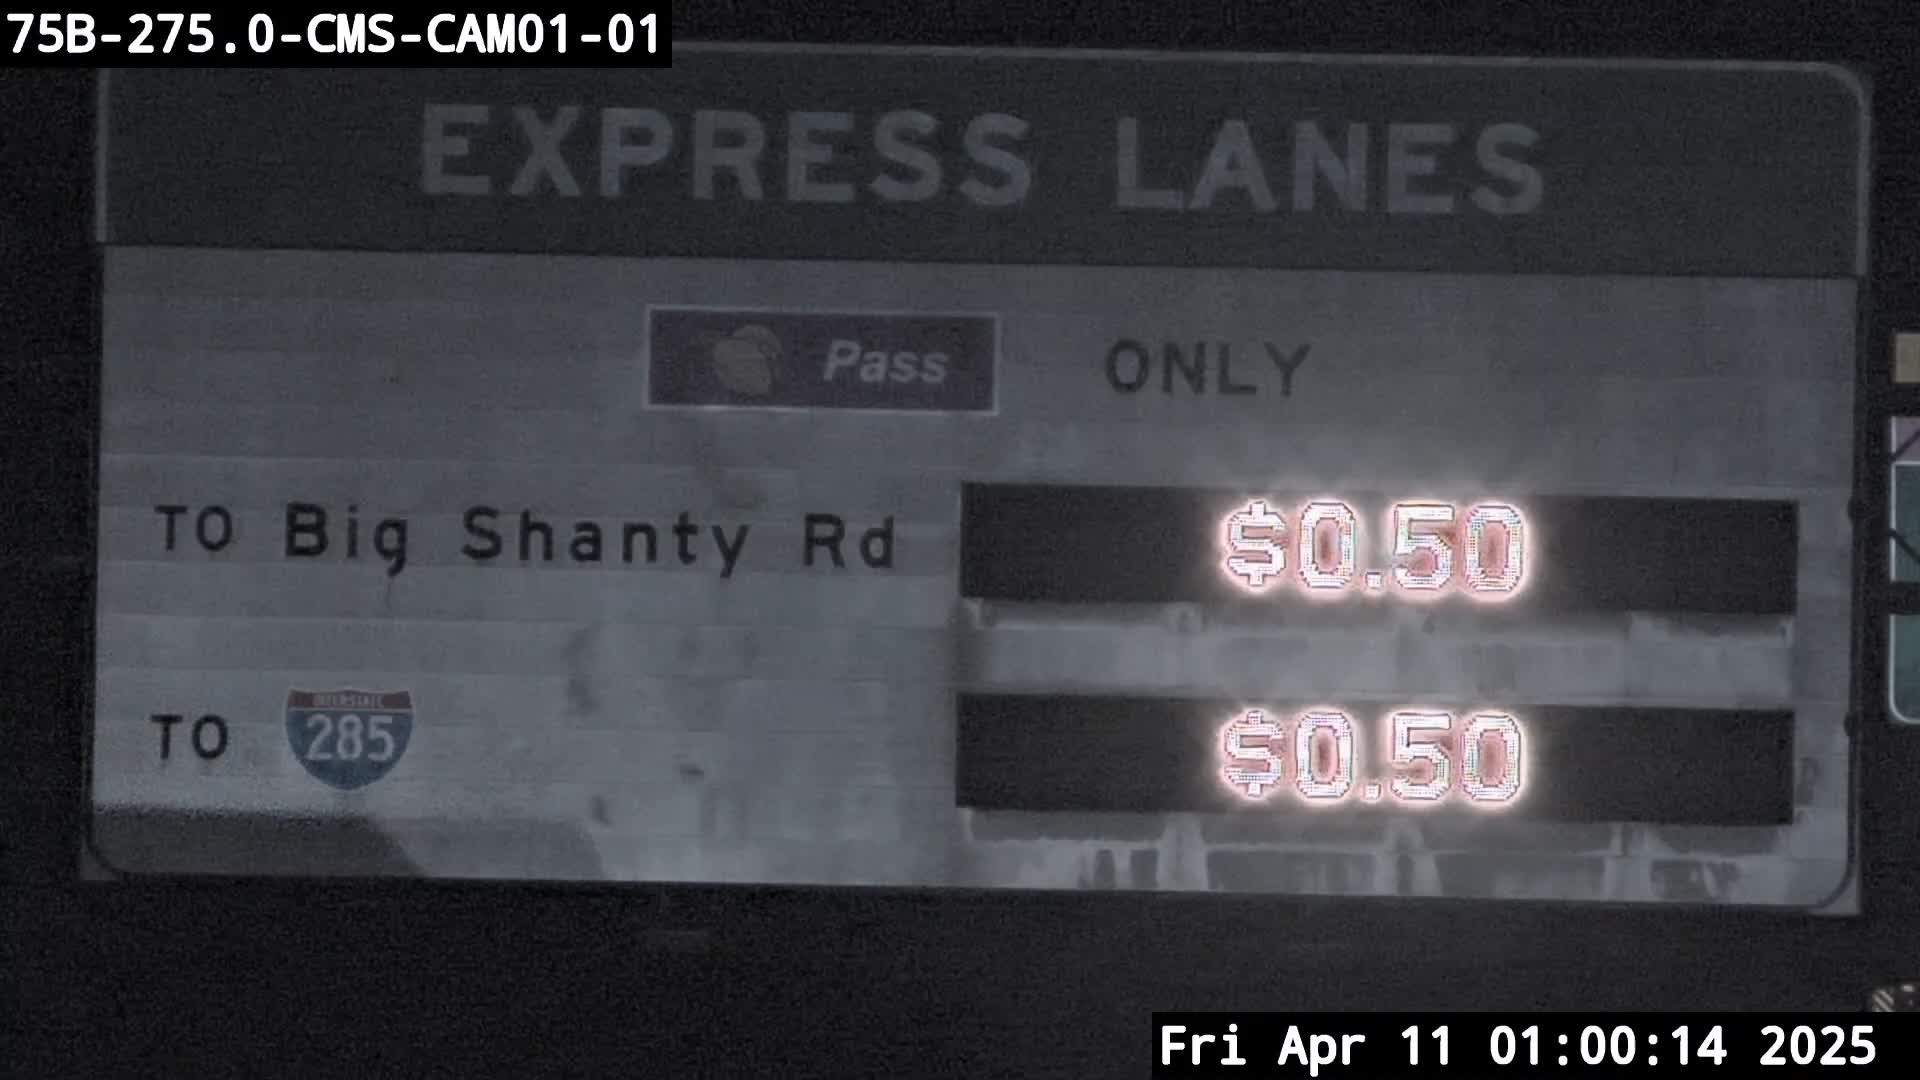 75B-275.0-CMS-CAM01-01
EXPRESS LANES
Pass ONLY
TO Big Shanty Rd $0.50
TO INTERSTATE 285 $0.50
Fri Apr 11 01:00:14 2025